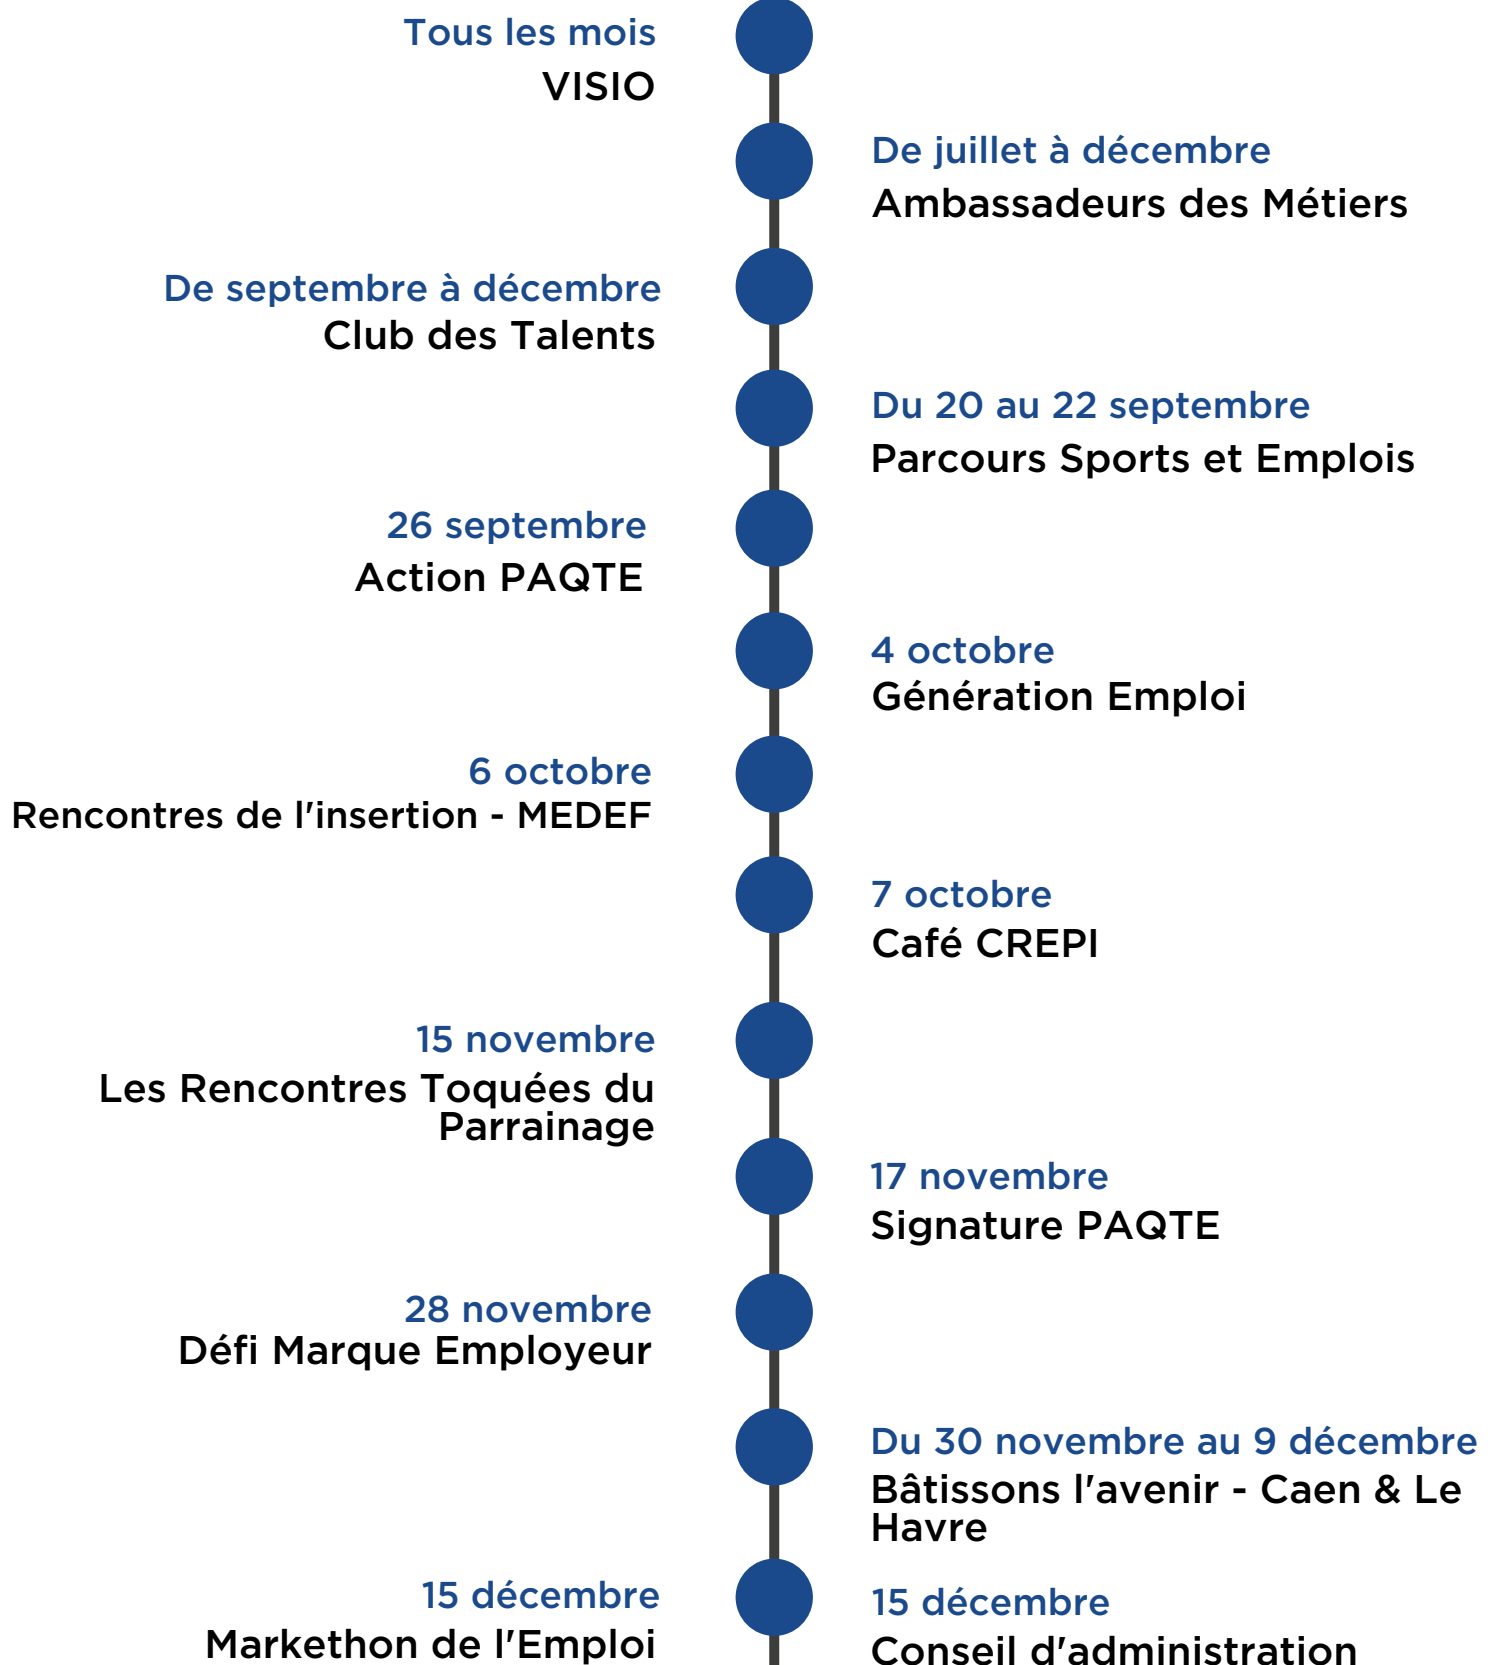 Tous les mois
VISIO
De juillet à décembre
Ambassadeurs des Métiers
De septembre à décembre
Club des Talents
Du 20 au 22 septembre
Parcours Sports et Emplois
26 septembre
Action PAQTE
4 octobre
Génération Emploi
6 octobre
Rencontres de l'insertion - MEDEF
7 octobre
Café CREPI
15 novembre
Les Rencontres Toquées du
Parrainage
17 novembre
Signature PAQTE
28 novembre
Défi Marque Employeur
Du 30 novembre au 9 décembre
Bâtissons l'avenir - Caen & Le
Havre
15 décembre
Markethon de l'Emploi
15 décembre
Conseil d'administration